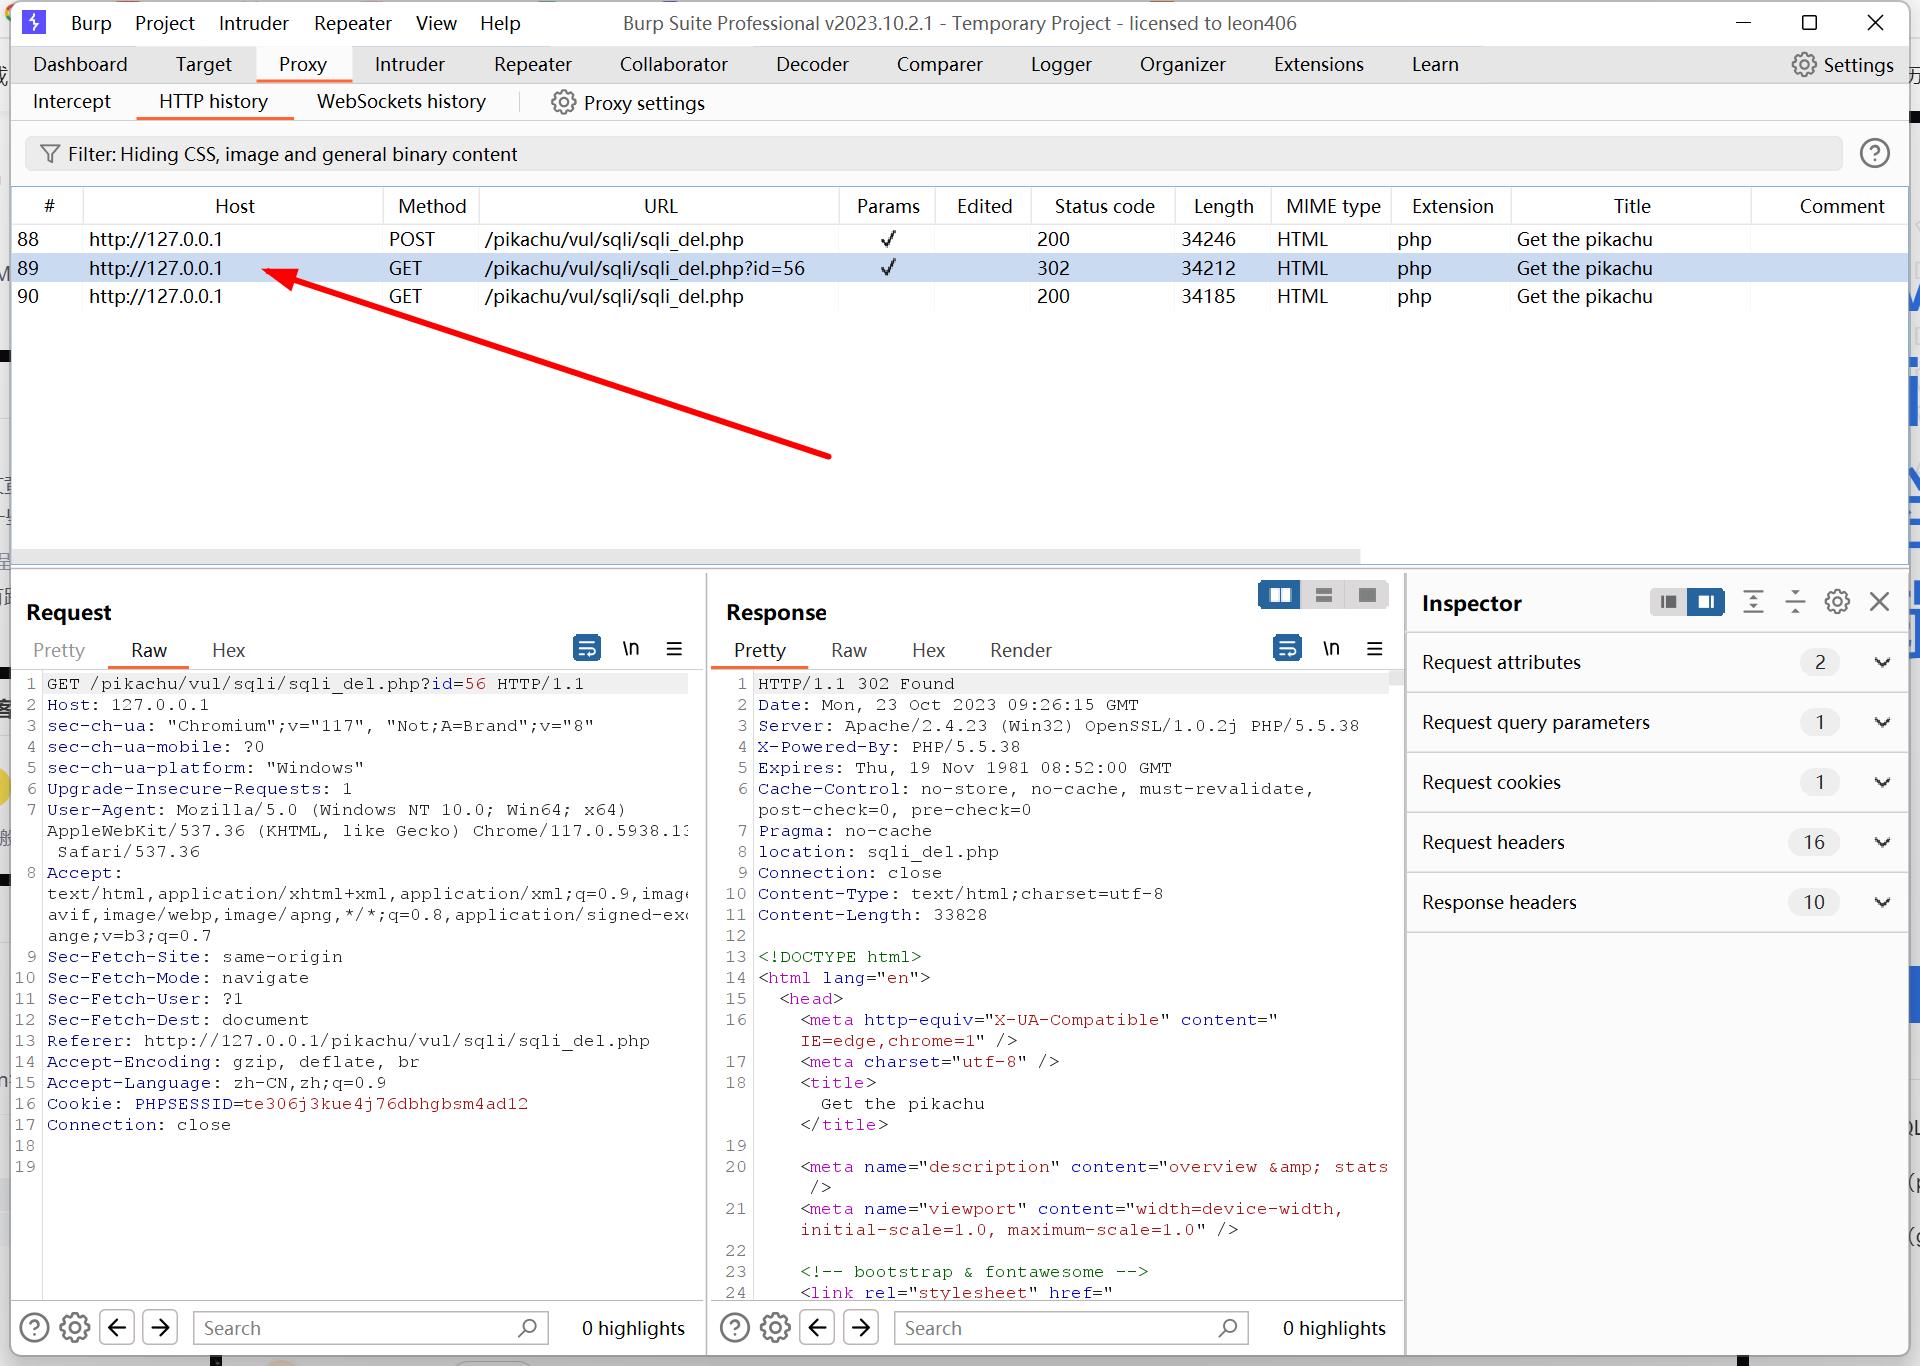 Burp Project Intruder Repeater View Help Burp Suite Professional v2023.10.2.1 - Temporary Project - licensed to leon406
Dashboard Target Proxy Intruder Repeater Collaborator Decoder Comparer Logger Organizer Extensions Learn Settings
Intercept HTTP history WebSockets history Proxy settings
Filter: Hiding CSS, image and general binary content
# Host Method URL Params Edited Status code Length MIME type Extension Title Comment
88 http://127.0.0.1 POST /pikachu/vul/sqli/sqli_del.php ✓ 200 34246 HTML php Get the pikachu
89 http://127.0.0.1 GET /pikachu/vul/sqli/sqli_del.php?id=56 ✓ 302 34212 HTML php Get the pikachu
90 http://127.0.0.1 GET /pikachu/vul/sqli/sqli_del.php 200 34185 HTML php Get the pikachu
Request
Pretty Raw Hex \n
1 GET /pikachu/vul/sqli/sqli_del.php?id=56 HTTP/1.1
2 Host: 127.0.0.1
3 sec-ch-ua: "Chromium";v="117", "Not;A=Brand";v="8"
4 sec-ch-ua-mobile: ?0
5 sec-ch-ua-platform: "Windows"
6 Upgrade-Insecure-Requests: 1
7 User-Agent: Mozilla/5.0 (Windows NT 10.0; Win64; x64)
AppleWebKit/537.36 (KHTML, like Gecko) Chrome/117.0.5938.13
Safari/537.36
8 Accept:
text/html,application/xhtml+xml,application/xml;q=0.9,image
avif,image/webp,image/apng,*/*;q=0.8,application/signed-exc
ange;v=b3;q=0.7
9 Sec-Fetch-Site: same-origin
10 Sec-Fetch-Mode: navigate
11 Sec-Fetch-User: ?1
12 Sec-Fetch-Dest: document
13 Referer: http://127.0.0.1/pikachu/vul/sqli/sqli_del.php
14 Accept-Encoding: gzip, deflate, br
15 Accept-Language: zh-CN,zh;q=0.9
16 Cookie: PHPSESSID=te306j3kue4j76dbhgbsm4ad12
17 Connection: close
18
19
Search 0 highlights
Response
Pretty Raw Hex Render \n
1 HTTP/1.1 302 Found
2 Date: Mon, 23 Oct 2023 09:26:15 GMT
3 Server: Apache/2.4.23 (Win32) OpenSSL/1.0.2j PHP/5.5.38
4 X-Powered-By: PHP/5.5.38
5 Expires: Thu, 19 Nov 1981 08:52:00 GMT
6 Cache-Control: no-store, no-cache, must-revalidate,
post-check=0, pre-check=0
7 Pragma: no-cache
8 location: sqli_del.php
9 Connection: close
10 Content-Type: text/html;charset=utf-8
11 Content-Length: 33828
12
13 <!DOCTYPE html>
14 <html lang="en">
15 <head>
16 <meta http-equiv="X-UA-Compatible" content="
IE=edge,chrome=1" />
17 <meta charset="utf-8" />
18 <title>
Get the pikachu
</title>
19
20 <meta name="description" content="overview &amp; stats
/>
21 <meta name="viewport" content="width=device-width,
initial-scale=1.0, maximum-scale=1.0" />
22
23 <!-- bootstrap & fontawesome -->
24 <link rel="stylesheet" href="
Search 0 highlights
Inspector
Request attributes 2
Request query parameters 1
Request cookies 1
Request headers 16
Response headers 10